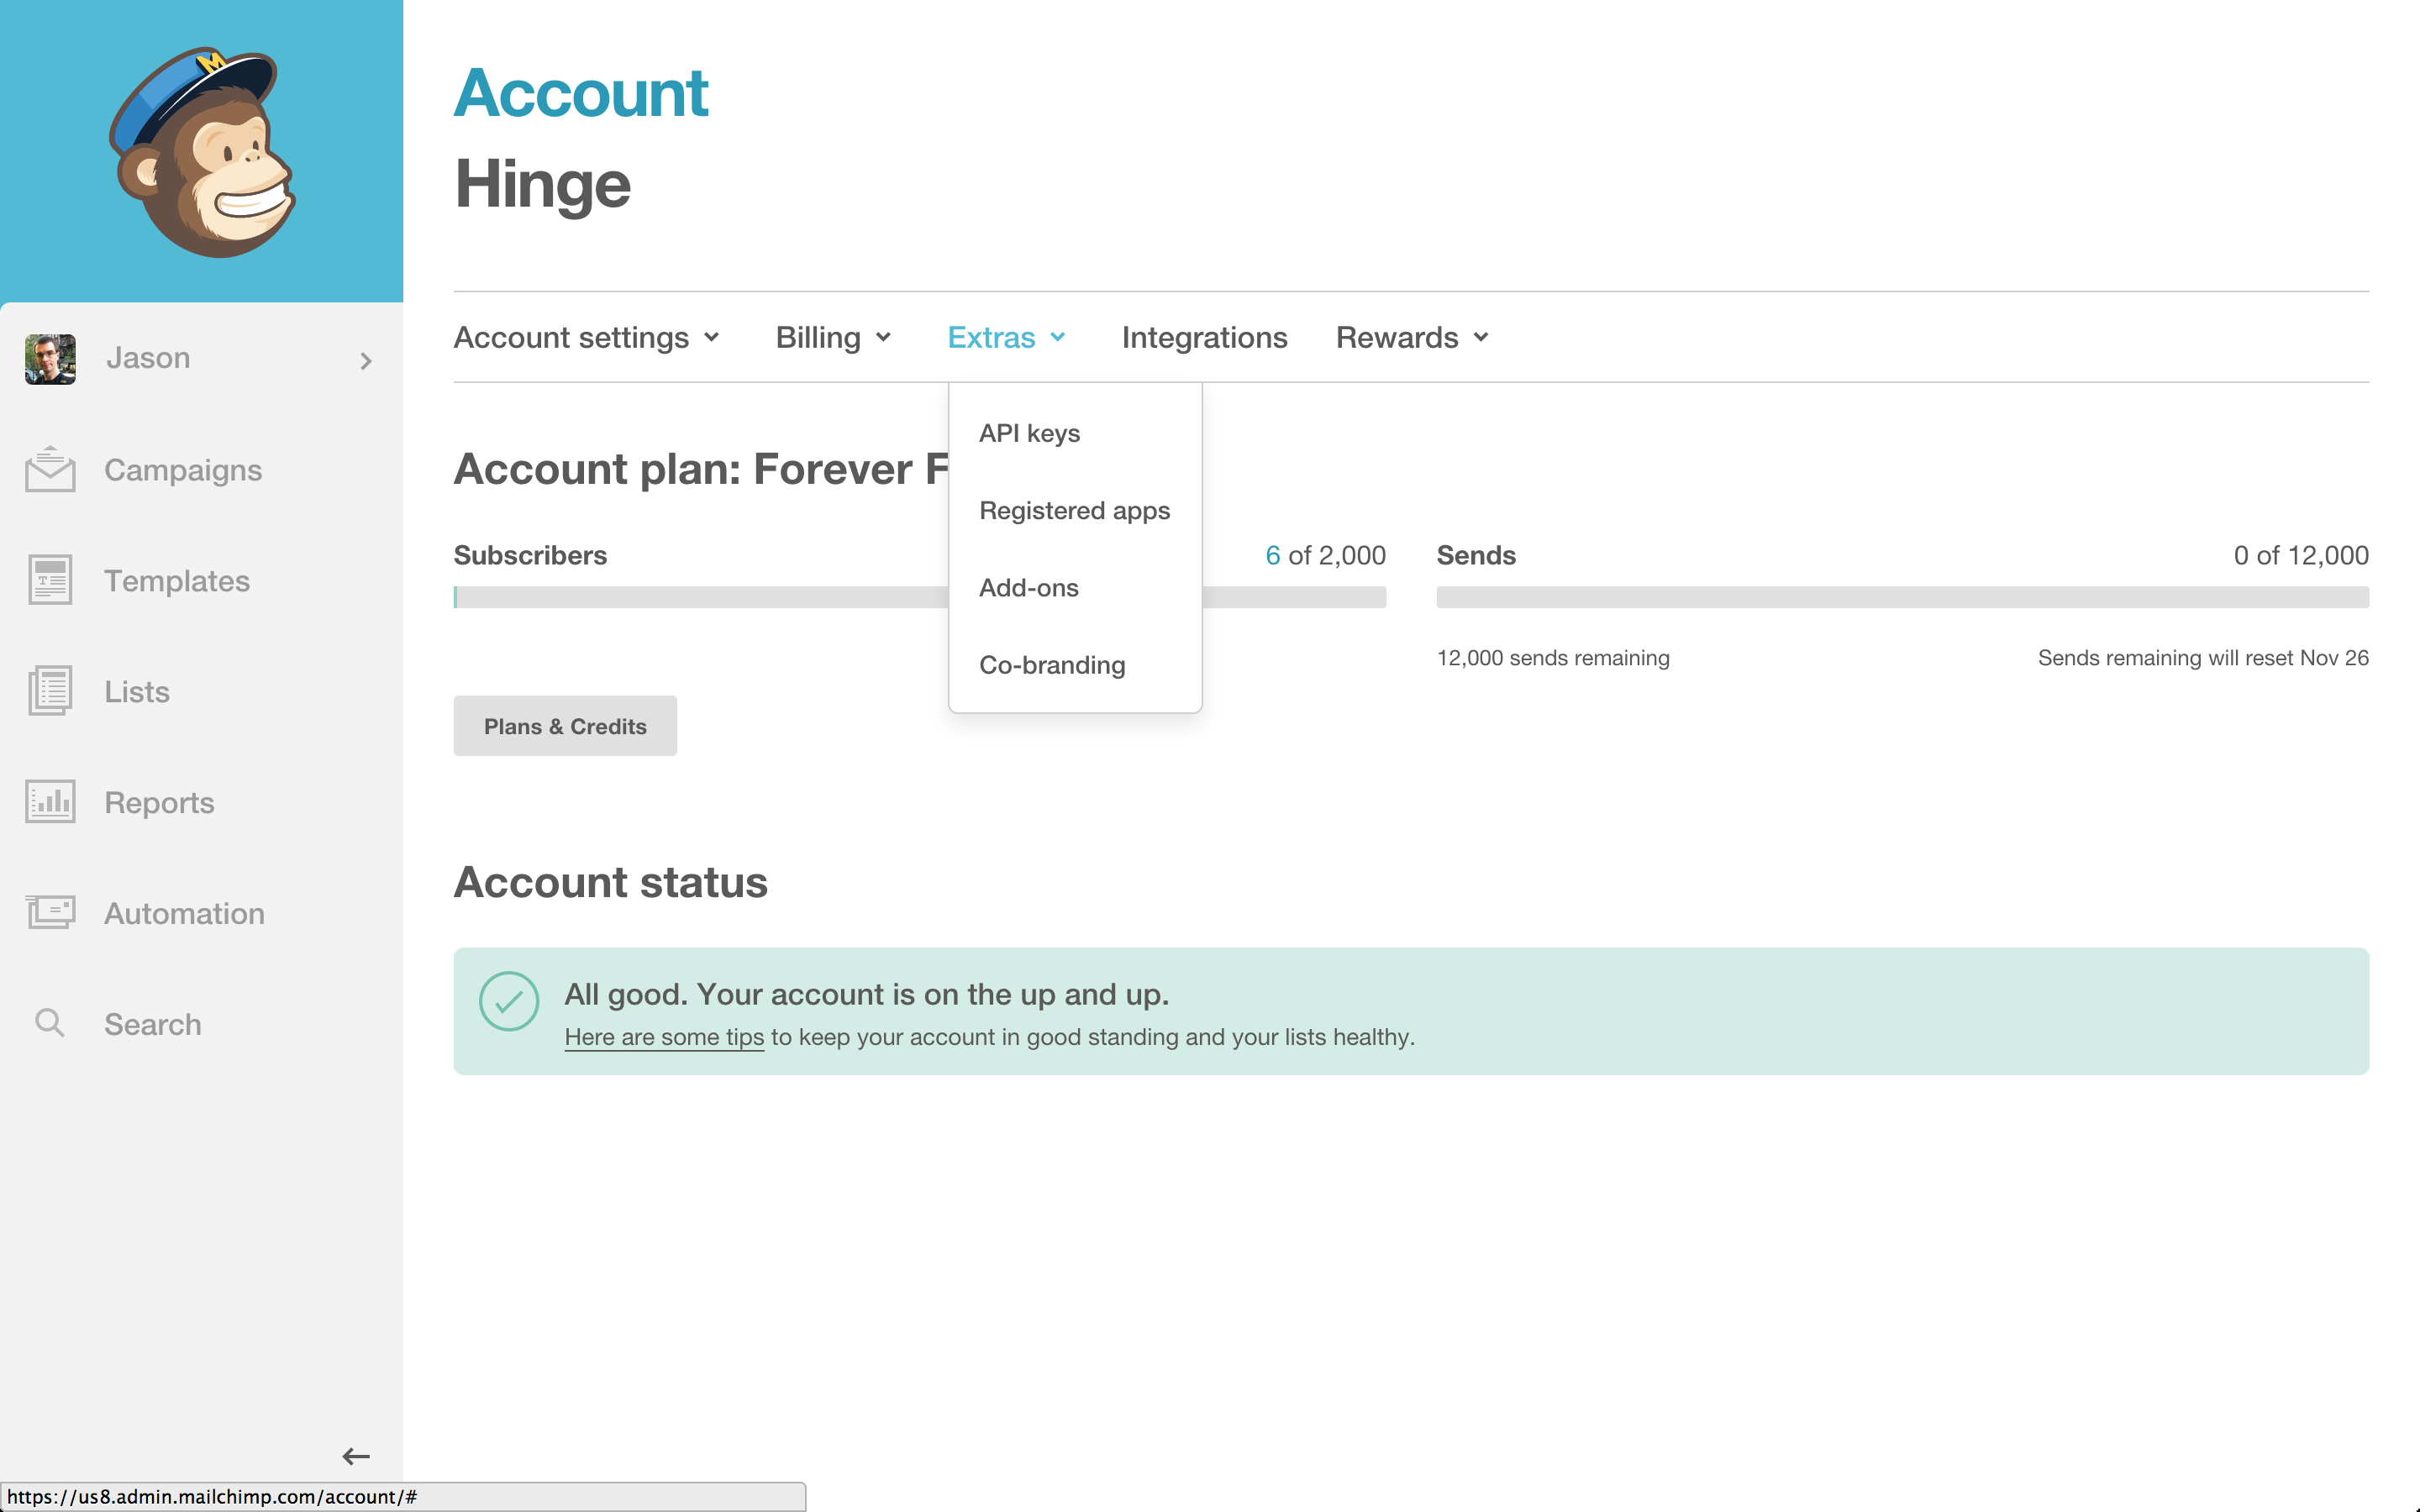 M
Account
Hinge
Jason
Campaigns
Templates
Lists
Reports
Automation
Search
Account settings
Billing
Extras
Integrations
Rewards
API keys
Registered apps
Add-ons
Co-branding
Account plan: Forever F
Subscribers
6 of 2,000
Sends
0 of 12,000
12,000 sends remaining
Sends remaining will reset Nov 26
Plans & Credits
Account status
All good. Your account is on the up and up.
Here are some tips to keep your account in good standing and your lists healthy.
https://us8.admin.mailchimp.com/account/#